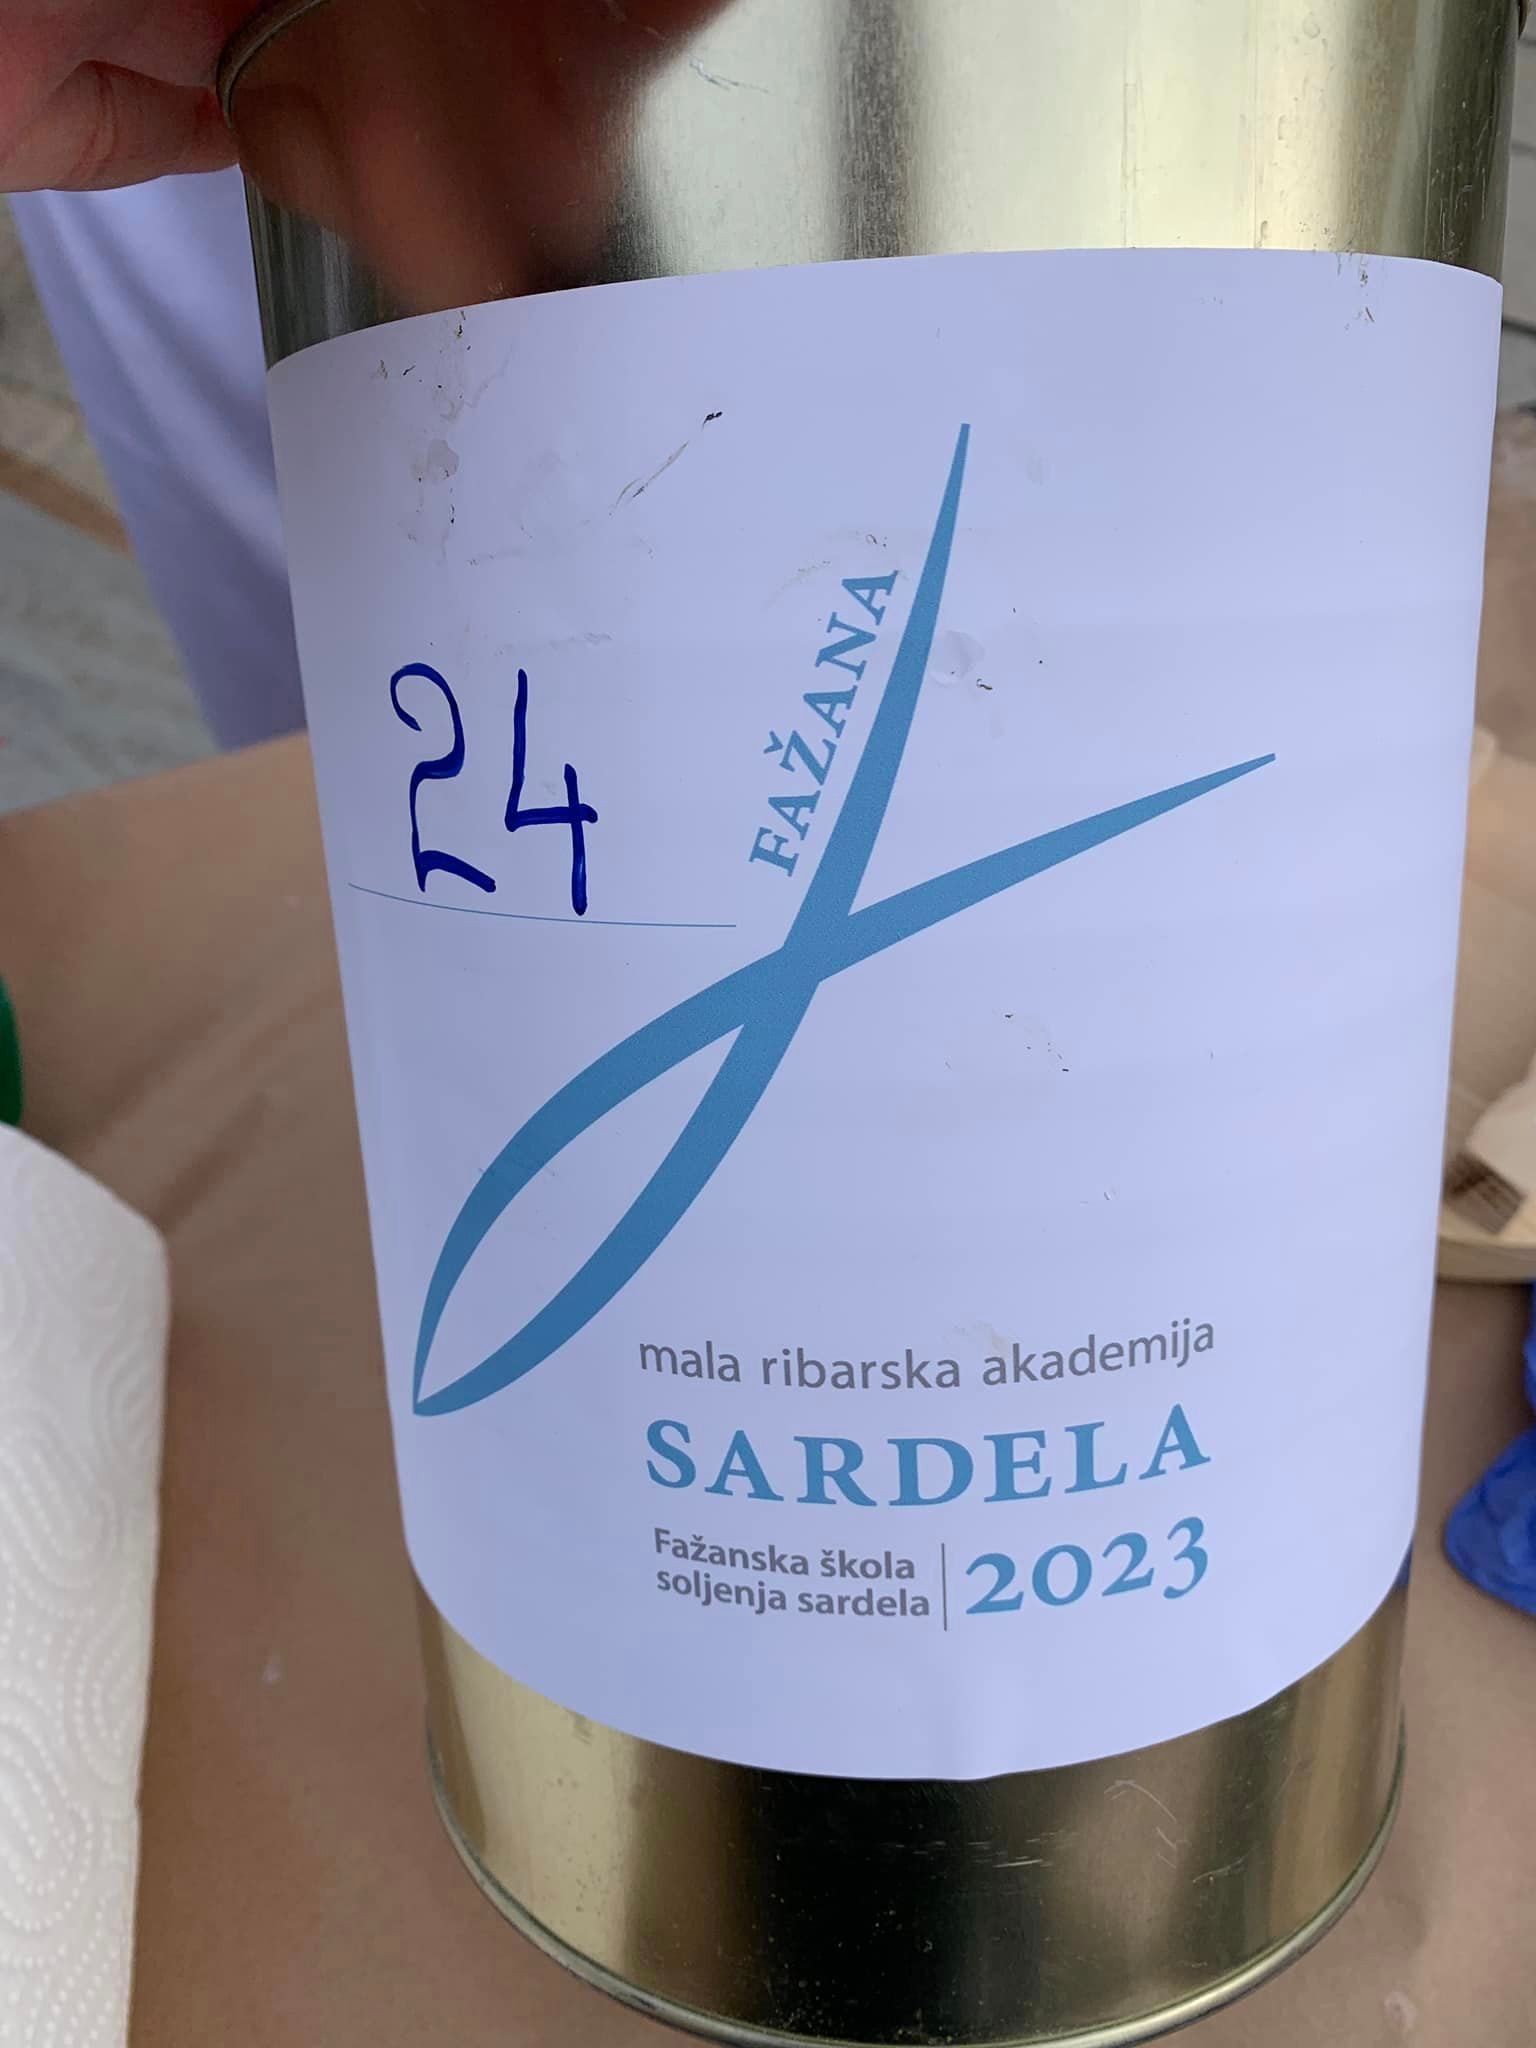 FAŽANA
24
mala ribarska akademija
SARDELA
Fažanska škola
soljenja sardela
2023